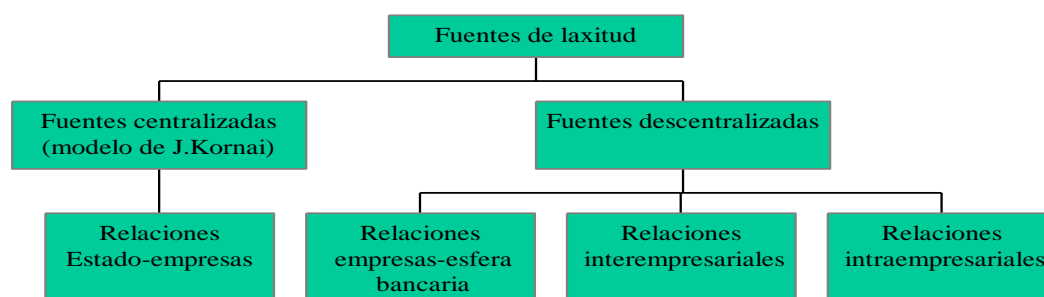 Fuentes de laxitud
Fuentes centralizadas
(modelo de J.Kornai)
Fuentes descentralizadas
Relaciones
Estado-empresas
Relaciones
empresas-esfera
bancaria
Relaciones
interempresariales
Relaciones
intraempresariales